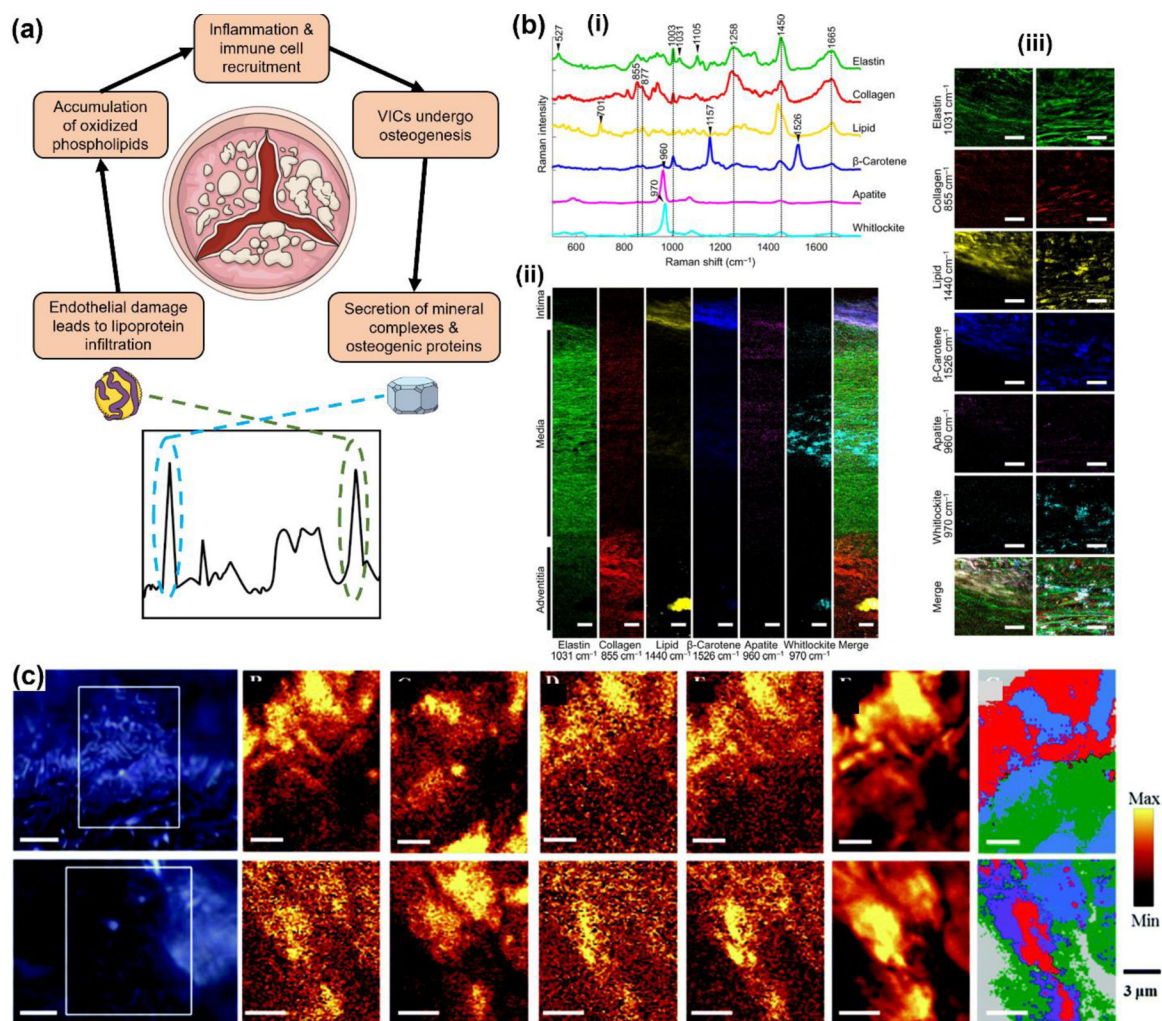 (a)
Inflammation &
immune cell
recruitment
Accumulation
of oxidized
phospholipids
VICs undergo
osteogenesis
Endothelial damage
leads to lipoprotein
infiltration
Secretion of mineral
complexes &
osteogenic proteins
(b)
(i)
527
1003
1031
1105
1258
1450
1665
Elastin
855
877
Collagen
701
1157
Lipid
1526
960
β-Carotene
970
Apatite
Whitlockite
Raman intensity
600
800
1000
1200
1400
1600
Raman shift (cm⁻¹)
(ii)
Intima
Media
Adventitia
Elastin
1031 cm⁻¹
Collagen
855 cm⁻¹
Lipid
1440 cm⁻¹
β-Carotene
1526 cm⁻¹
Apatite
960 cm⁻¹
Whitlockite
970 cm⁻¹
Merge
(iii)
Elastin
1031 cm⁻¹
Collagen
855 cm⁻¹
Lipid
1440 cm⁻¹
β-Carotene
1526 cm⁻¹
Apatite
960 cm⁻¹
Whitlockite
970 cm⁻¹
Merge
(c)
Max
Min
3 µm